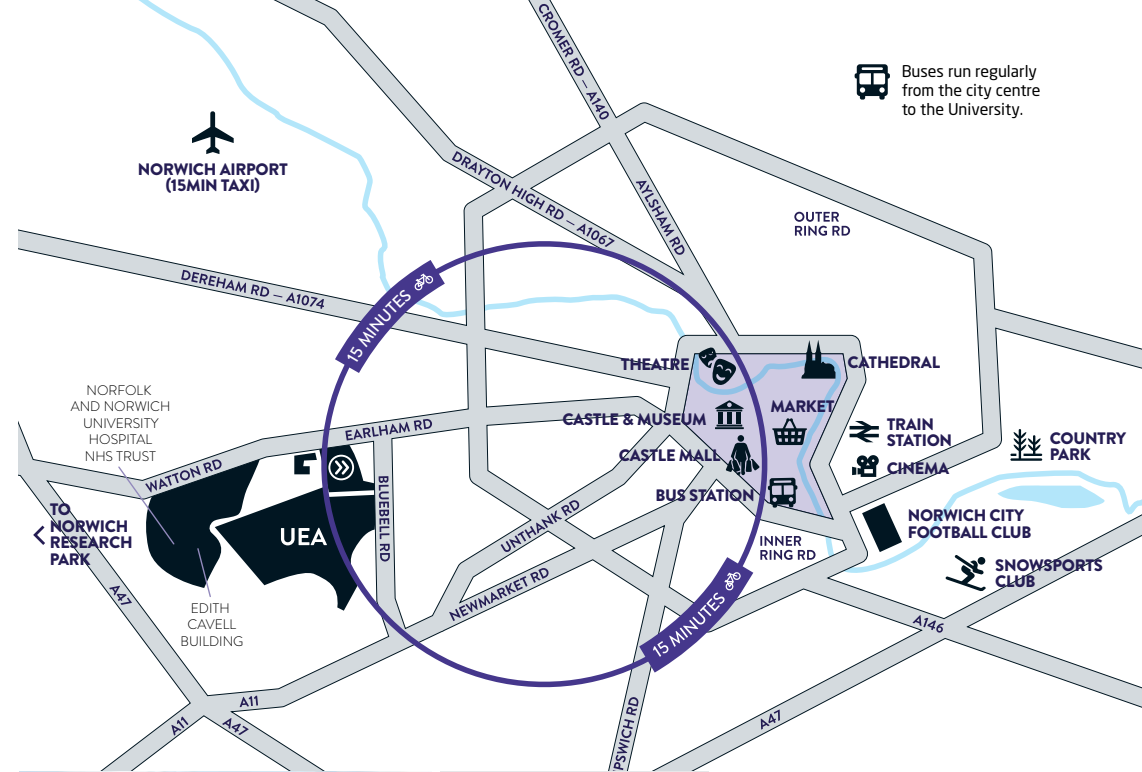 CROMER RD – A140
Buses run regularly
from the city centre
to the University.
NORWICH AIRPORT
(15MIN TAXI)
DRAYTON HIGH RD – A1067
AYLSHAM RD
OUTER
RING RD
DEREHAM RD – A1074
15 MINUTES
THEATRE
CATHEDRAL
NORFOLK
AND NORWICH
UNIVERSITY
HOSPITAL
NHS TRUST
CASTLE & MUSEUM
MARKET
EARLHAM RD
TRAIN
STATION
COUNTRY
PARK
CASTLE MALL
CINEMA
WATTON RD
BLUEBELL RD
BUS STATION
TO
NORWICH
RESEARCH
PARK
UEA
UNTHANK RD
NORWICH CITY
FOOTBALL CLUB
INNER
RING RD
SNOWSPORTS
CLUB
A47
NEWMARKET RD
15 MINUTES
EDITH
CAVELL
BUILDING
A146
A11
A11
A47
PSWICH RD
A47